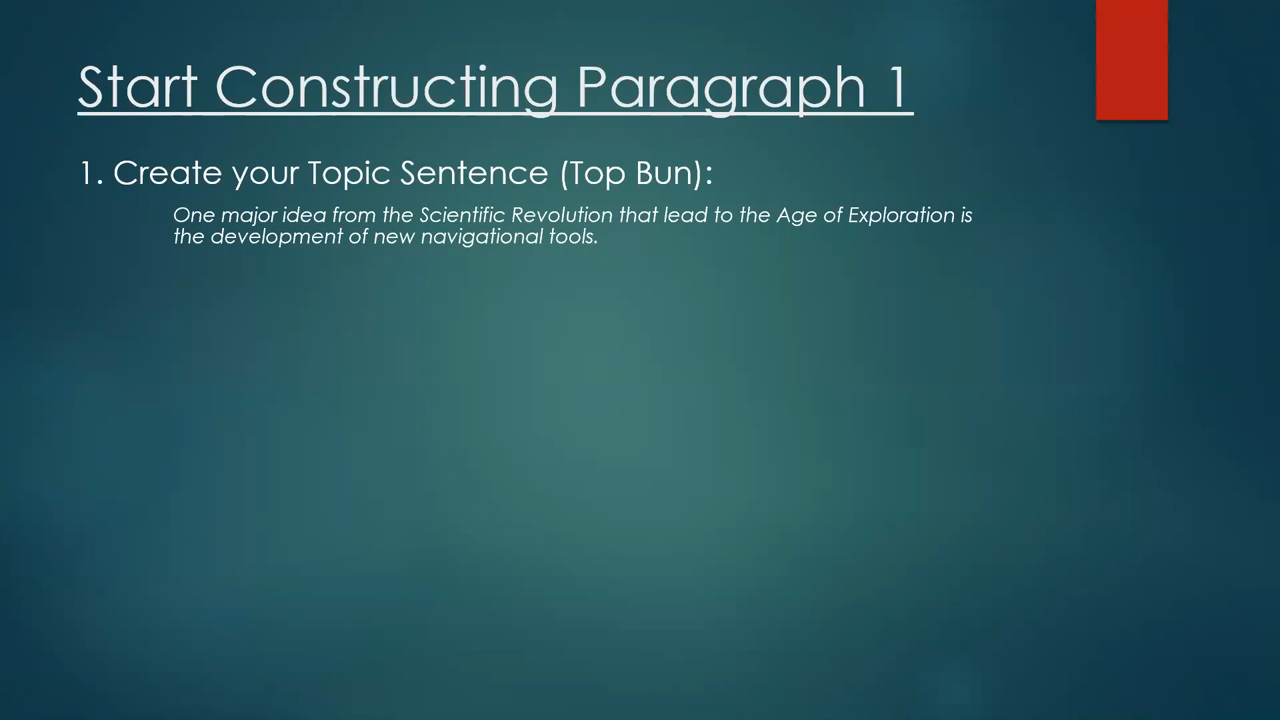 Start Constructing Paragraph 1
1. Create your Topic Sentence (Top Bun):
One major idea from the Scientific Revolution that lead to the Age of Exploration is
the development of new navigational tools.